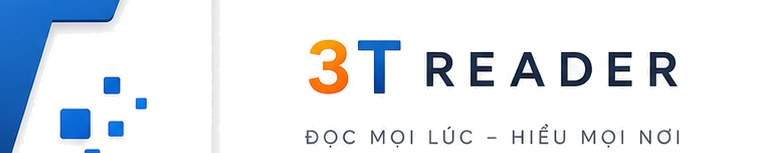 3T READER
ĐỌC MỌI LÚC – HIỂU MỌI NƠI